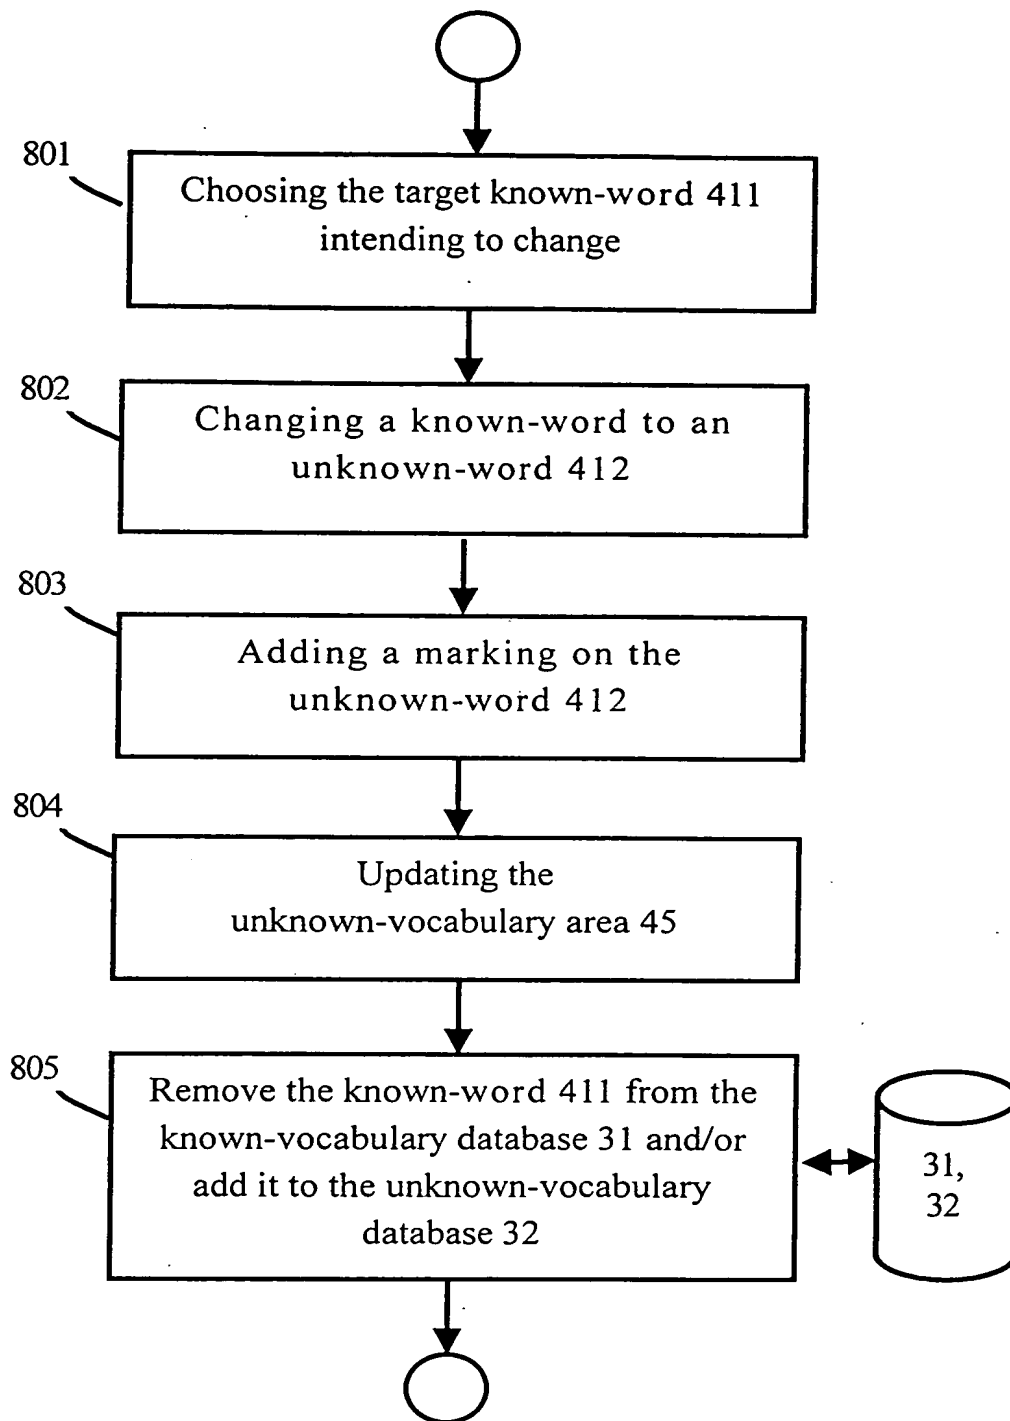 801
Choosing the target known-word 411
intending to change
802
Changing a known-word to an
unknown-word 412
803
Adding a marking on the
unknown-word 412
804
Updating the
unknown-vocabulary area 45
805
Remove the known-word 411 from the
known-vocabulary database 31 and/or
add it to the unknown-vocabulary
database 32
31,
32